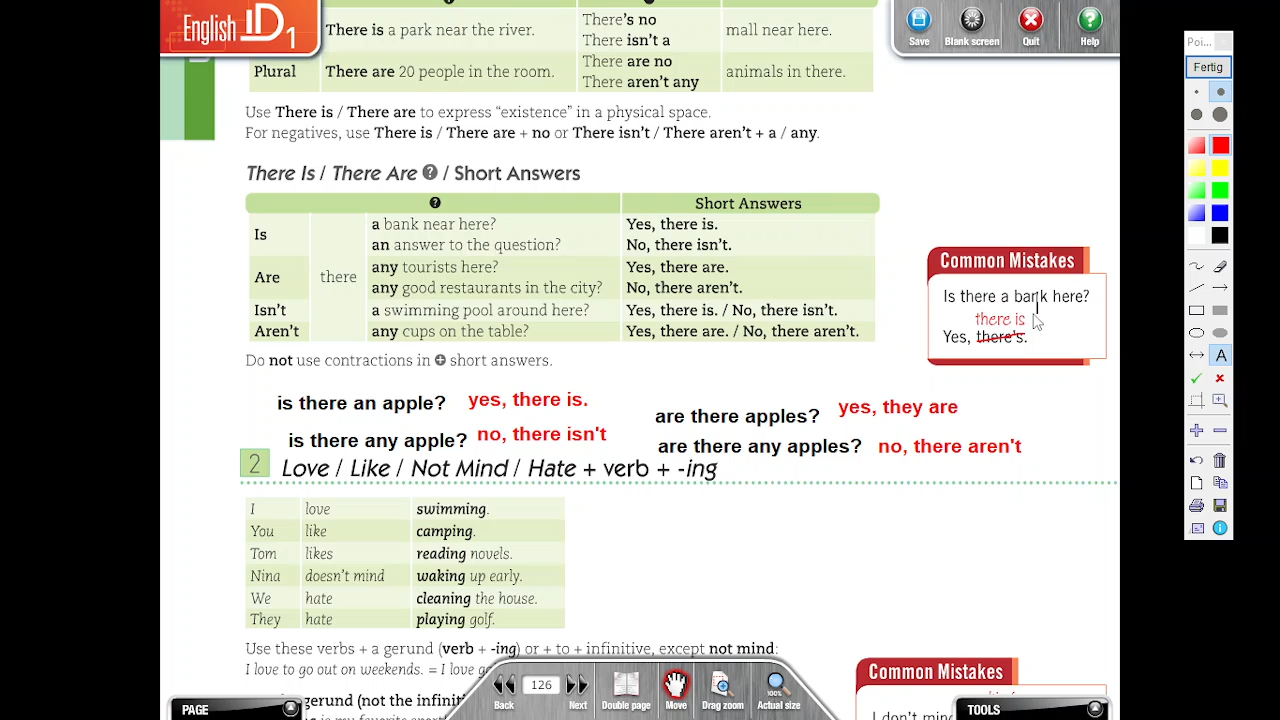 English ID 1
There is a park near the river.
There's no
There isn't a
mall near here.
Plural
There are 20 people in the room.
There are no
There aren't any
animals in there.
Use There is / There are to express “existence” in a physical space.
For negatives, use There is / There are + no or There isn't / There aren't + a / any.
There Is / There Are ? / Short Answers
?
Short Answers
Is
there
a bank near here?
Yes, there is.
an answer to the question?
No, there isn't.
Are
any tourists here?
Yes, there are.
any good restaurants in the city?
No, there aren't.
Isn't
a swimming pool around here?
Yes, there is. / No, there isn't.
Aren't
any cups on the table?
Yes, there are. / No, there aren't.
Do not use contractions in + short answers.
Common Mistakes
Is there a bank here?
there is
Yes, there's.
is there an apple? yes, there is.
are there apples? yes, they are
is there any apple? no, there isn't
are there any apples? no, there aren't
2 Love / Like / Not Mind / Hate + verb + -ing
I love swimming.
You like camping.
Tom likes reading novels.
Nina doesn't mind waking up early.
We hate cleaning the house.
They hate playing golf.
Use these verbs + a gerund (verb + -ing) or + to + infinitive, except not mind:
I love to go out on weekends. = I love
gerund (not the
Common Mistakes
I don't
Save
Blank screen
Quit
Help
Poi...
Fertig
A
PAGE
Back
126
Next
Double page
Move
Drag zoom
100%
Actual size
TOOLS